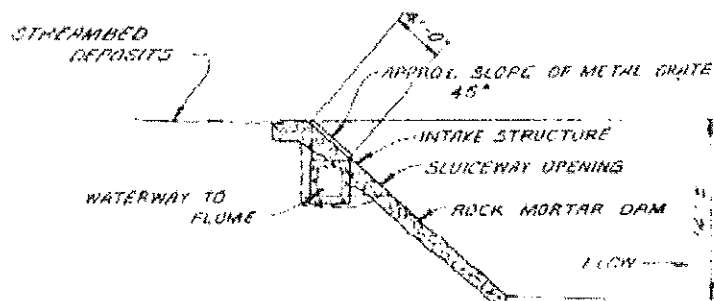 STREAMBED
DEPOSITS
APPROX. SLOPE OF METAL GRATE
45°
INTAKE STRUCTURE
SLUICEWAY OPENING
WATERWAY TO
FLUME
ROCK MORTAR DAM
FLOW